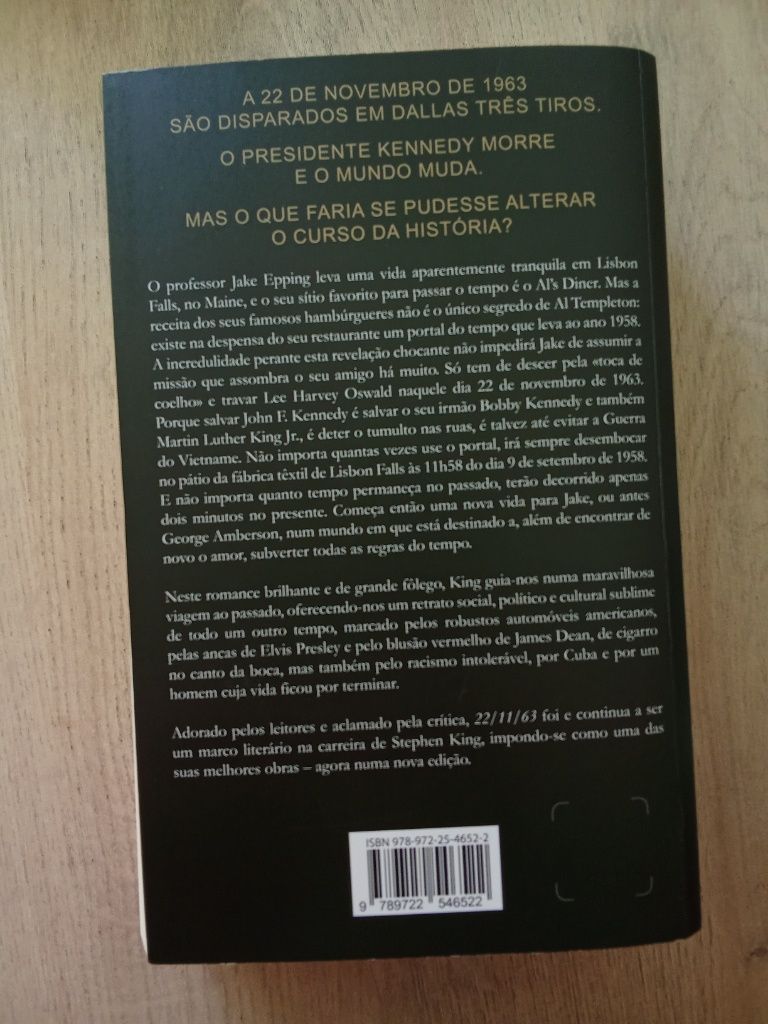 A 22 DE NOVEMBRO DE 1963
SÃO DISPARADOS EM DALLAS TRÊS TIROS.
O PRESIDENTE KENNEDY MORRE
E O MUNDO MUDA.
MAS O QUE FARIA SE PUDESSE ALTERAR
O CURSO DA HISTÓRIA?
O professor Jake Epping leva uma vida aparentemente tranquila em Lisbon
Falls, no Maine, e o seu sítio favorito para passar o tempo é o Al's Diner. Mas a
receita dos seus famosos hambúrgueres não é o único segredo de Al Templeton:
existe na despensa do seu restaurante um portal do tempo que leva ao ano 1958.
A incredulidade perante esta revelação chocante não impedirá Jake de assumir a
missão que assombra o seu amigo há muito. Só tem de descer pela «toca de
coelho» e travar Lee Harvey Oswald naquele dia 22 de novembro de 1963.
Porque salvar John F. Kennedy é salvar o seu irmão Bobby Kennedy e também
Martin Luther King Jr., é deter o tumulto nas ruas, é talvez até evitar a Guerra
do Vietname. Não importa quantas vezes use o portal, irá sempre desembocar
no pátio da fábrica têxtil de Lisbon Falls às 11h58 do dia 9 de setembro de 1958.
E não importa quanto tempo permaneça no passado, terão decorrido apenas
dois minutos no presente. Começa então uma nova vida para Jake, ou antes
George Amberson, num mundo em que está destinado a, além de encontrar de
novo o amor, subverter todas as regras do tempo.
Neste romance brilhante e de grande fôlego, King guia-nos numa maravilhosa
viagem ao passado, oferecendo-nos um retrato social, político e cultural sublime
de todo um outro tempo, marcado pelos robustos automóveis americanos,
pelas ancas de Elvis Presley e pelo blusão vermelho de James Dean, de cigarro
no canto da boca, mas também pelo racismo intolerável, por Cuba e por um
homem cuja vida ficou por terminar.
Adorado pelos leitores e aclamado pela crítica, 22/11/63 foi e continua a ser
um marco literário na carreira de Stephen King, impondo-se como uma das
suas melhores obras – agora numa nova edição.
ISBN 978-972-25-4652-2
9 789722 546522